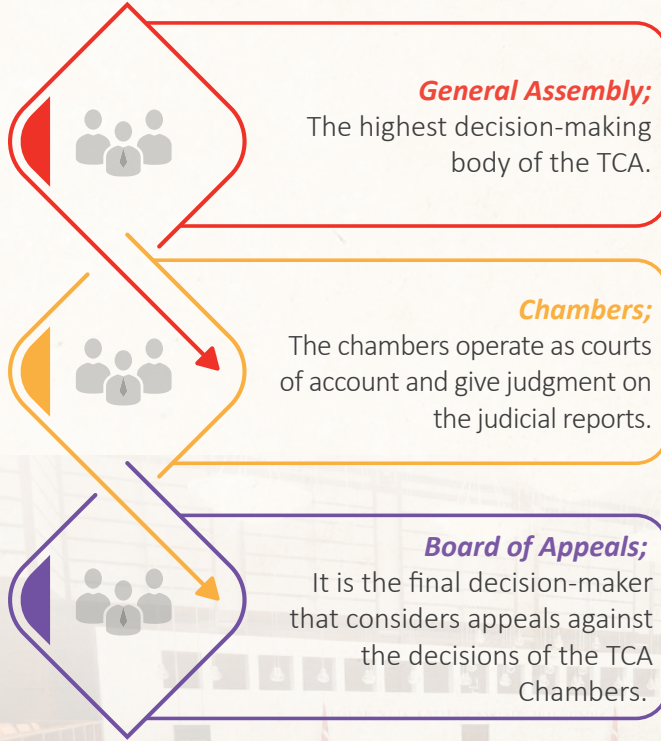 General Assembly;
The highest decision-making
body of the TCA.
Chambers;
The chambers operate as courts
of account and give judgment on
the judicial reports.
Board of Appeals;
It is the final decision-maker
that considers appeals against
the decisions of the TCA
Chambers.